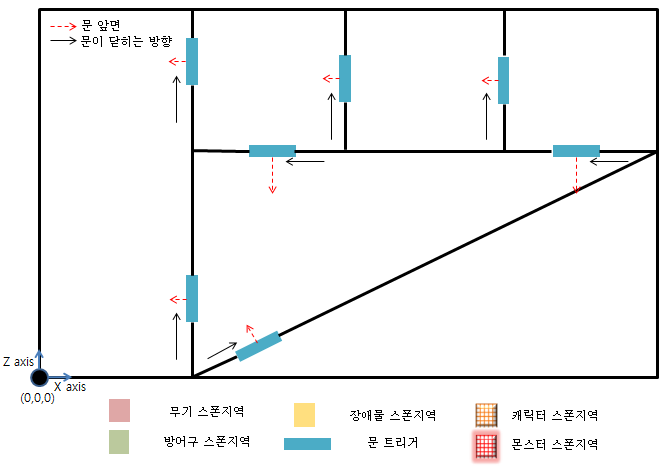 문 앞면
문이 닫히는 방향
Z axis
X axis
(0,0,0)
무기 스폰지역
장애물 스폰지역
캐릭터 스폰지역
방어구 스폰지역
문 트리거
몬스터 스폰지역